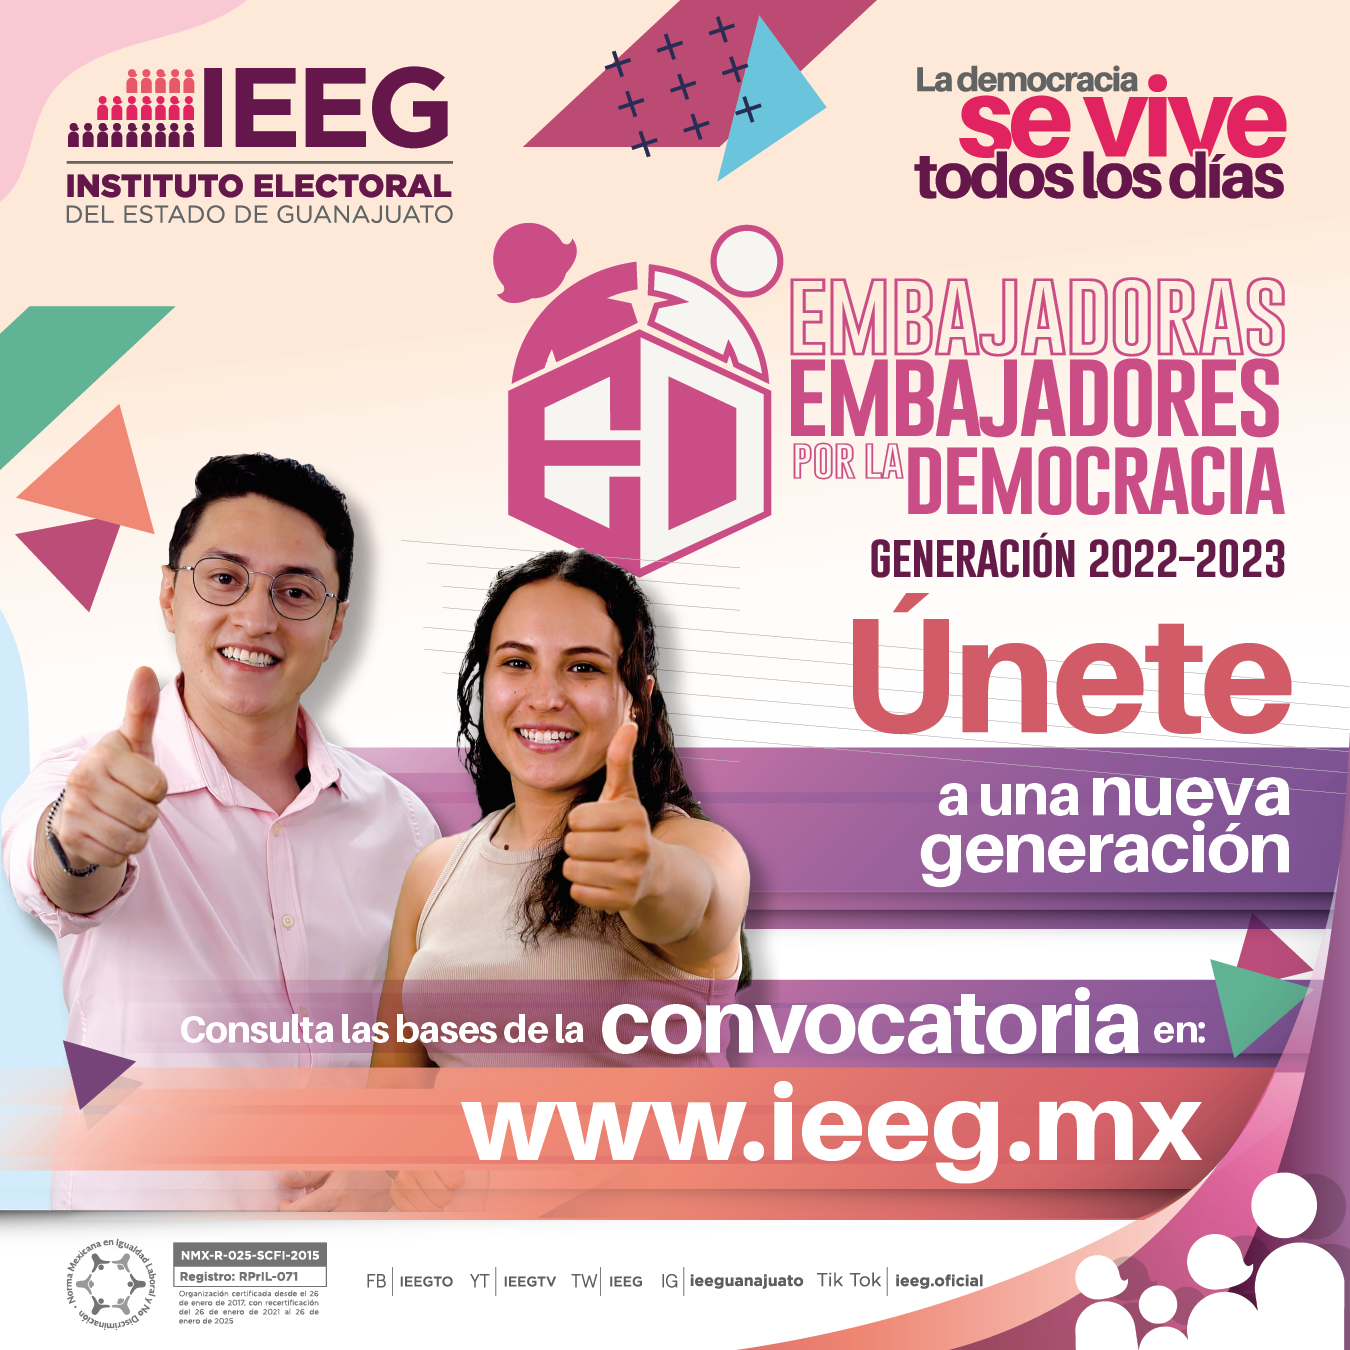 IEEG
INSTITUTO ELECTORAL
DEL ESTADO DE GUANAJUATO
La democracia
se vive
todos los días
ED
EMBAJADORAS
EMBAJADORES
POR LA DEMOCRACIA
GENERACIÓN 2022-2023
Únete
a una nueva
generación
Consulta las bases de la convocatoria en:
www.ieeg.mx
Norma Mexicana en Igualdad Laboral y No Discriminación
NMX-R-025-SCFI-2015
Registro: RPrIL-071
Organización certificada desde el 26
de enero de 2017, con recertificación
del 26 de enero de 2021 al 26 de
enero de 2025
FB | IEEGTO YT | IEEGTV TW | IEEG IG | ieeguanajuato Tik Tok | ieeg.oficial